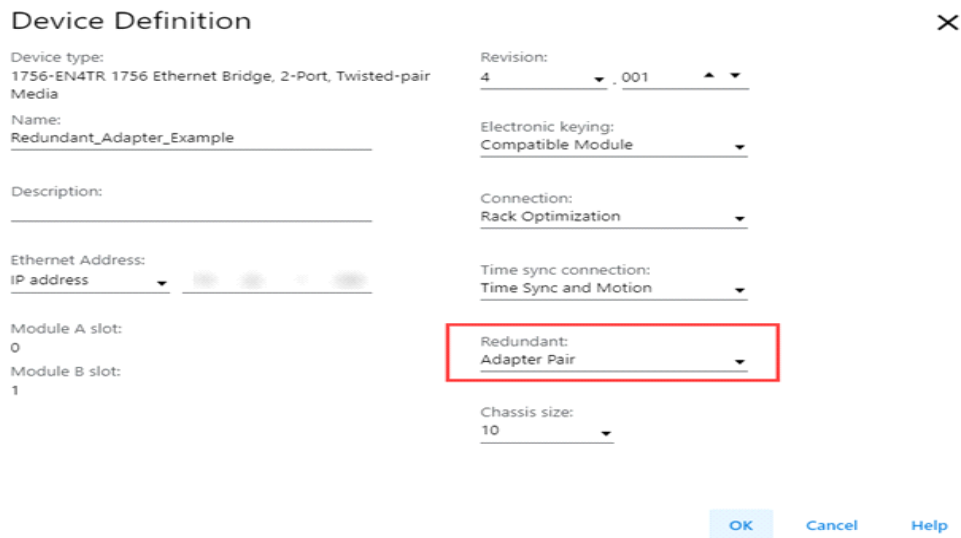 Device Definition
Device type:
1756-EN4TR 1756 Ethernet Bridge, 2-Port, Twisted-pair
Media
Name:
Redundant_Adapter_Example
Description:
Ethernet Address:
IP address
Module A slot:
0
Module B slot:
1
Revision:
4 . 001
Electronic keying:
Compatible Module
Connection:
Rack Optimization
Time sync connection:
Time Sync and Motion
Redundant:
Adapter Pair
Chassis size:
10
OK Cancel Help